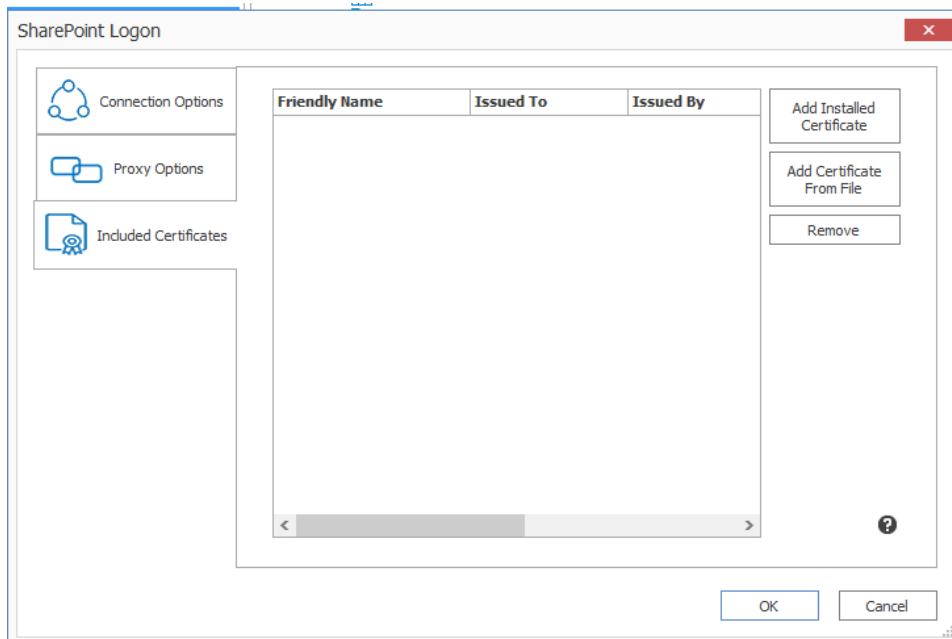 SharePoint Logon
Connection Options
Proxy Options
Included Certificates
Friendly Name Issued To Issued By
Add Installed
Certificate
Add Certificate
From File
Remove
OK Cancel